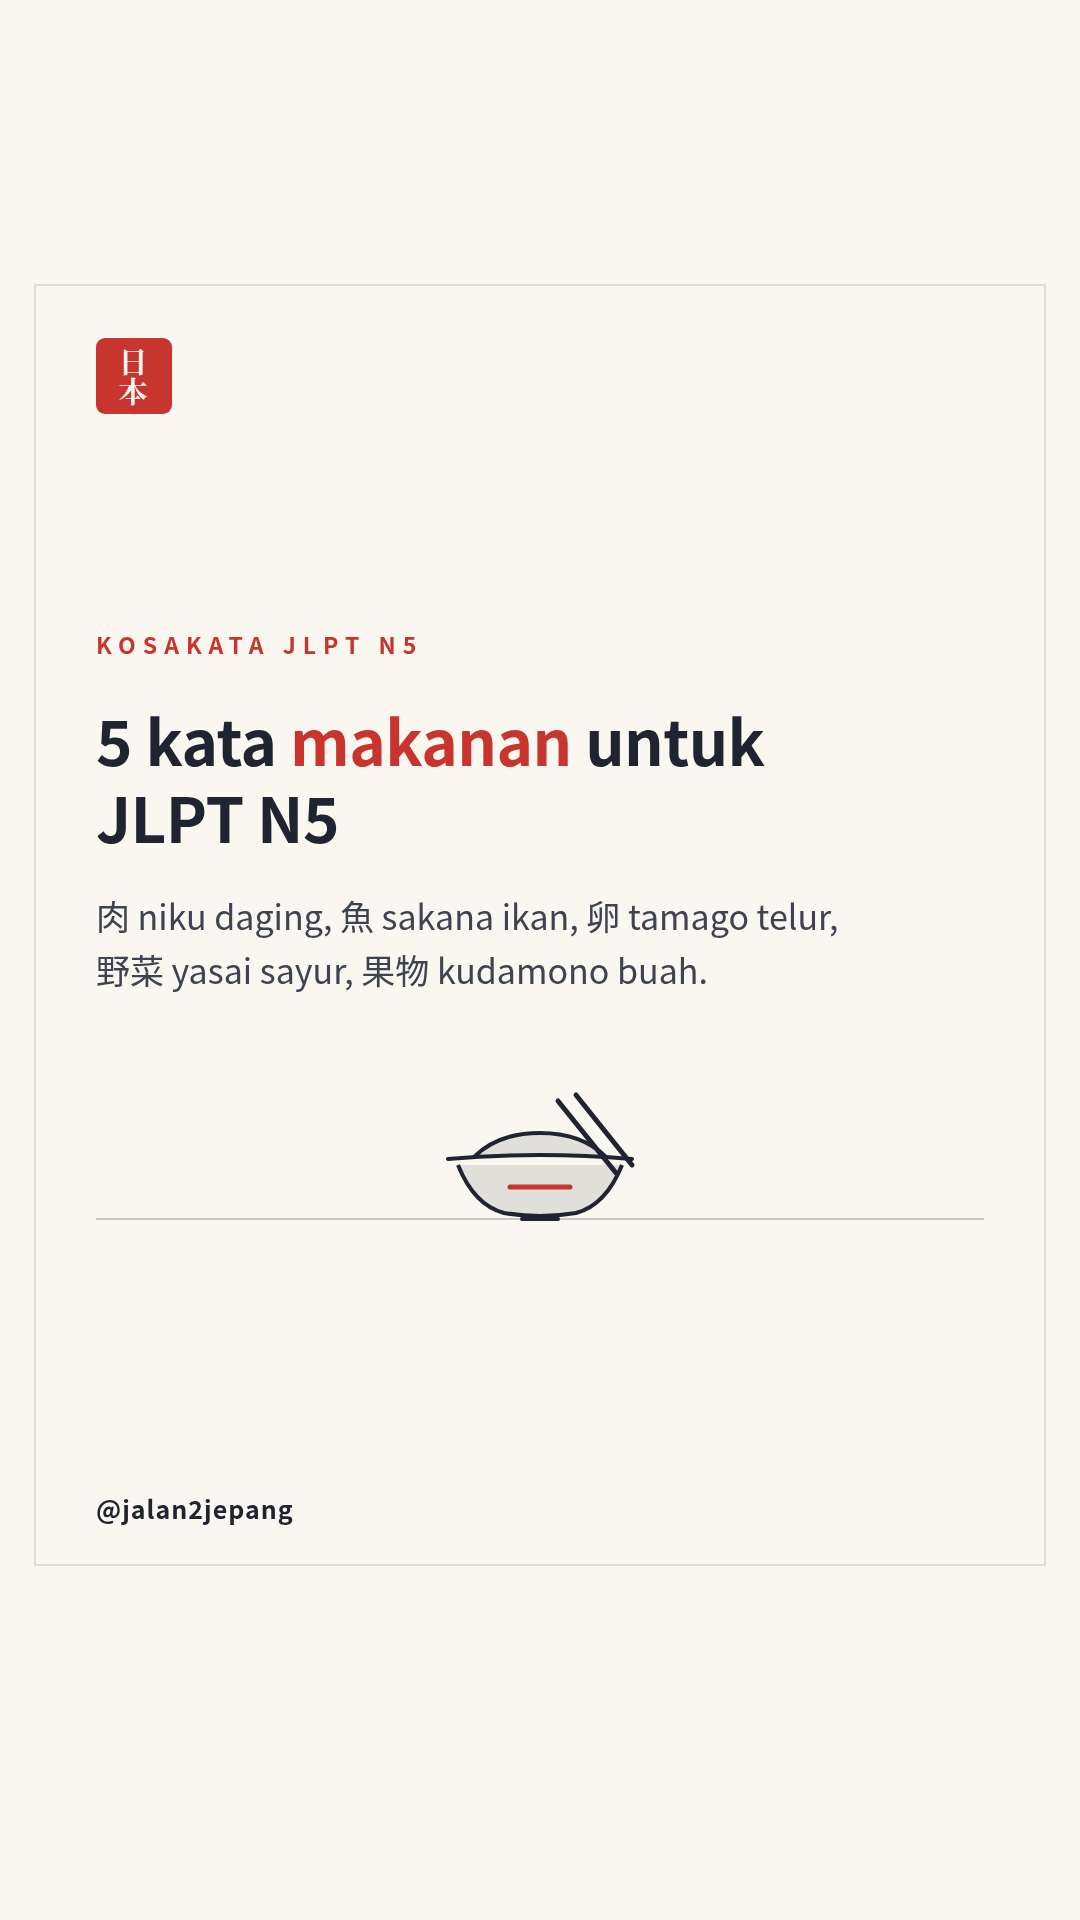 日
本
KOSAKATA JLPT N5
5 kata makanan untuk
JLPT N5
肉 niku daging, 魚 sakana ikan, 卵 tamago telur,
野菜 yasai sayur, 果物 kudamono buah.
@jalan2jepang